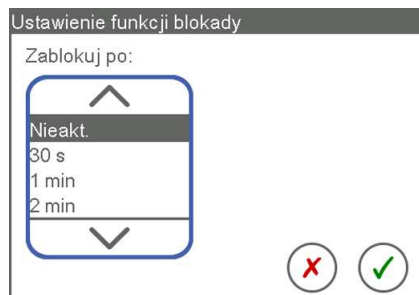 Ustawienie funkcji blokady
Zablokuj po:
Nieakt.
30 s
1 min
2 min